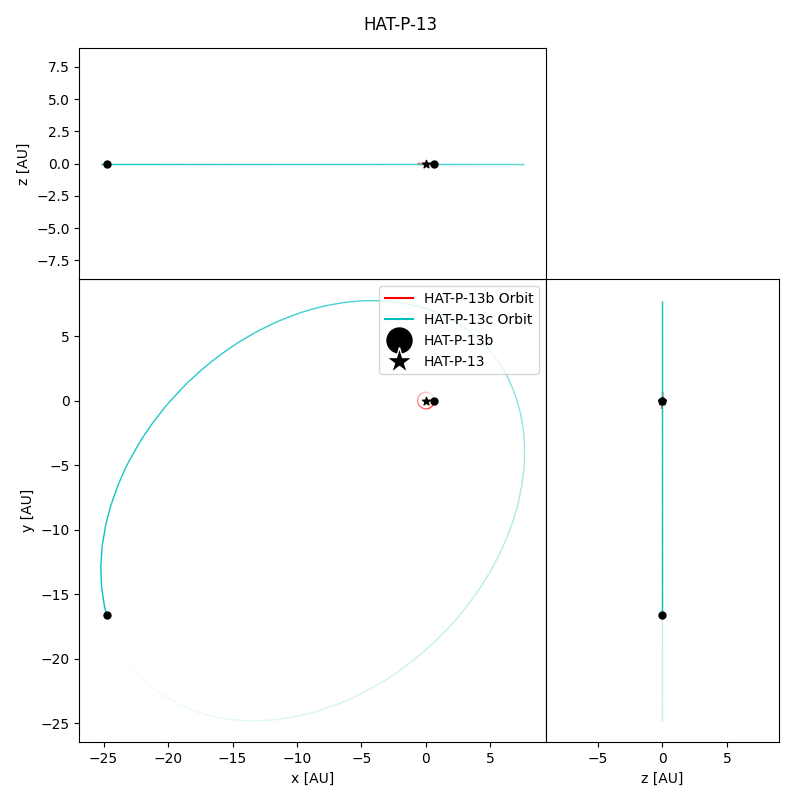 HAT-P-13
7.5
5.0
2.5
0.0
−2.5
−5.0
−7.5
z [AU]
HAT-P-13b Orbit
HAT-P-13c Orbit
HAT-P-13b
HAT-P-13
5
0
−5
−10
−15
−20
−25
y [AU]
−25 −20 −15 −10 −5 0 5
x [AU]
−5 0 5
z [AU]